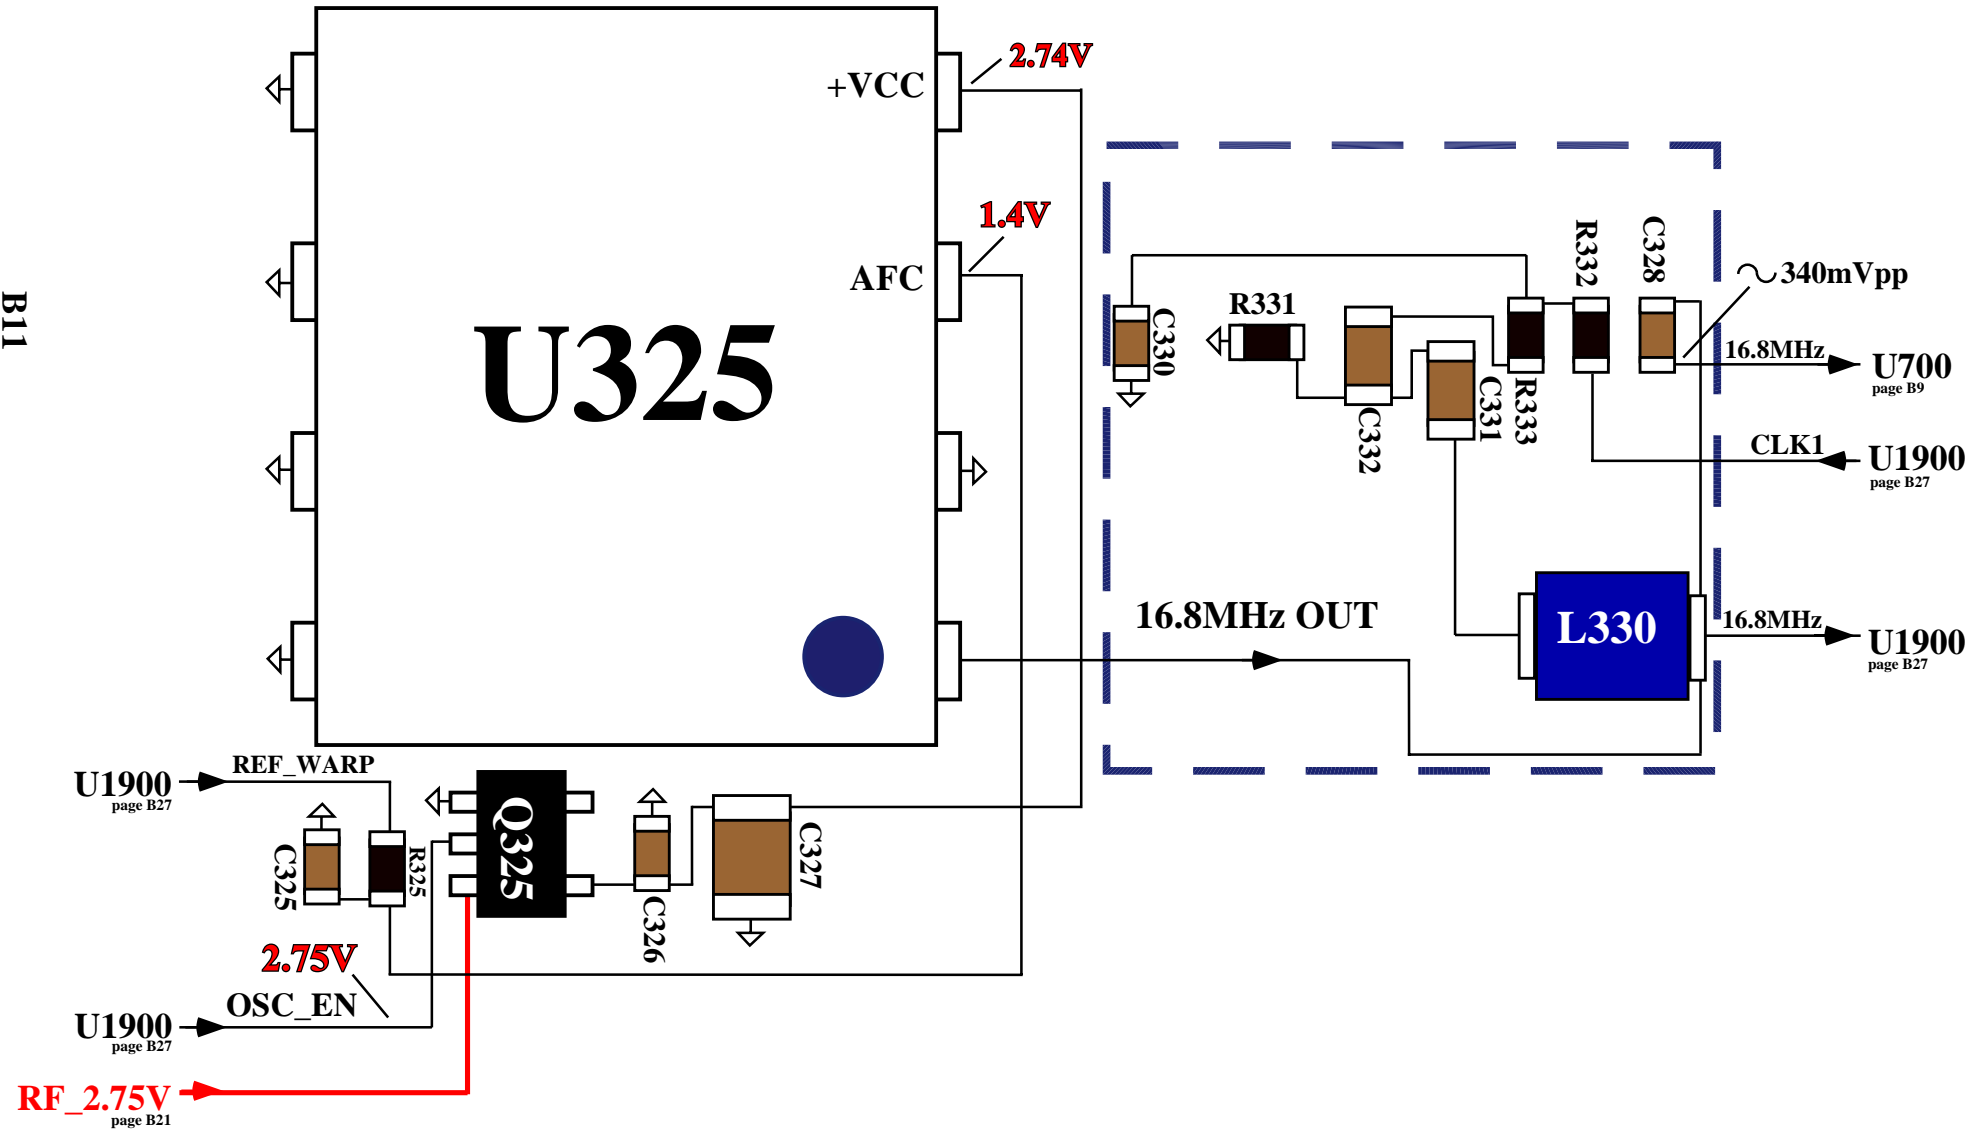 B11
+VCC
2.74V
AFC
1.4V
U325
R332
C328
340mVpp
R331
C330
C332
C331
R333
16.8MHz
U700
page B9
CLK1
U1900
page B27
16.8MHz OUT
L330
16.8MHz
U1900
page B27
U1900
page B27
REF_WARP
C325
R325
Q325
C326
C327
2.75V
OSC_EN
U1900
page B27
RF_2.75V
page B21